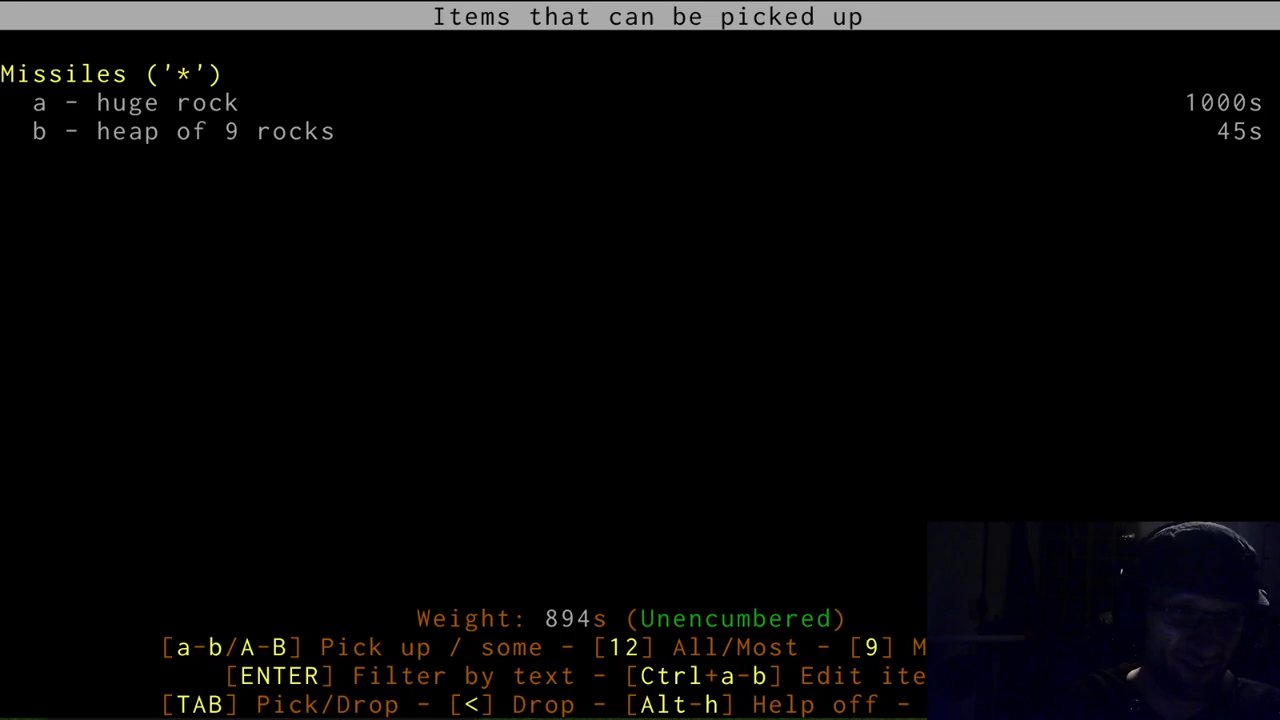 Items that can be picked up
Missiles ('*')
a - huge rock 1000s
b - heap of 9 rocks 45s
Weight: 894s (Unencumbered)
[a-b/A-B] Pick up / some - [12] All/Most - [9] M
[ENTER] Filter by text - [Ctrl+a-b] Edit ite
[TAB] Pick/Drop - [<] Drop - [Alt-h] Help off -